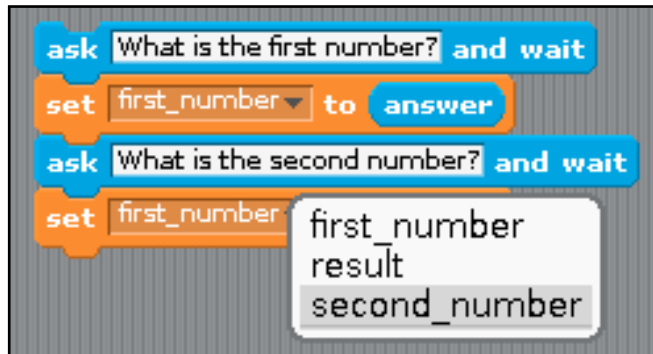 ask What is the first number? and wait
set first_number to answer
ask What is the second number? and wait
set first_number
first_number
result
second_number